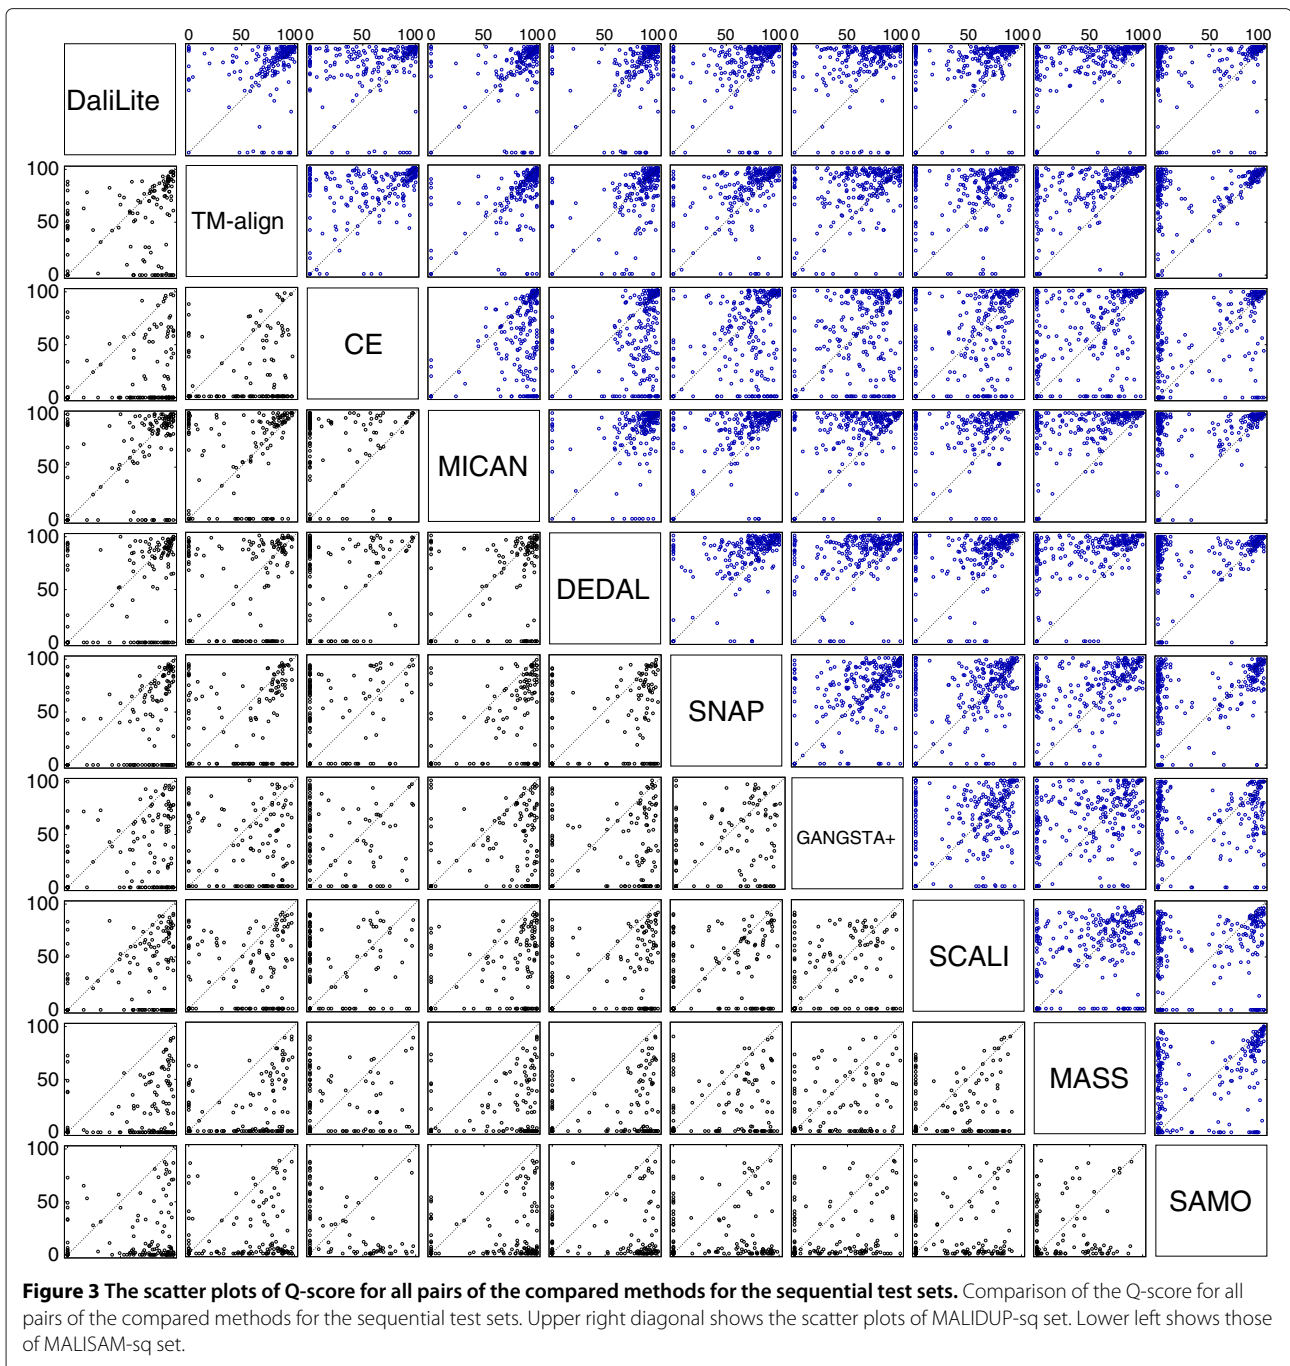 0 50 100 0 50 100 0 50 100 0 50 100 0 50 100 0 50 100 0 50 100 0 50 100 0 50 100
DaliLite
100
50
0
TM-align
100
50
0
CE
100
50
0
MICAN
100
50
0
DEDAL
100
50
0
SNAP
100
50
0
GANGSTA+
100
50
0
SCALI
100
50
0
MASS
100
50
0
SAMO
Figure 3 The scatter plots of Q-score for all pairs of the compared methods for the sequential test sets. Comparison of the Q-score for all
pairs of the compared methods for the sequential test sets. Upper right diagonal shows the scatter plots of MALIDUP-sq set. Lower left shows those
of MALISAM-sq set.